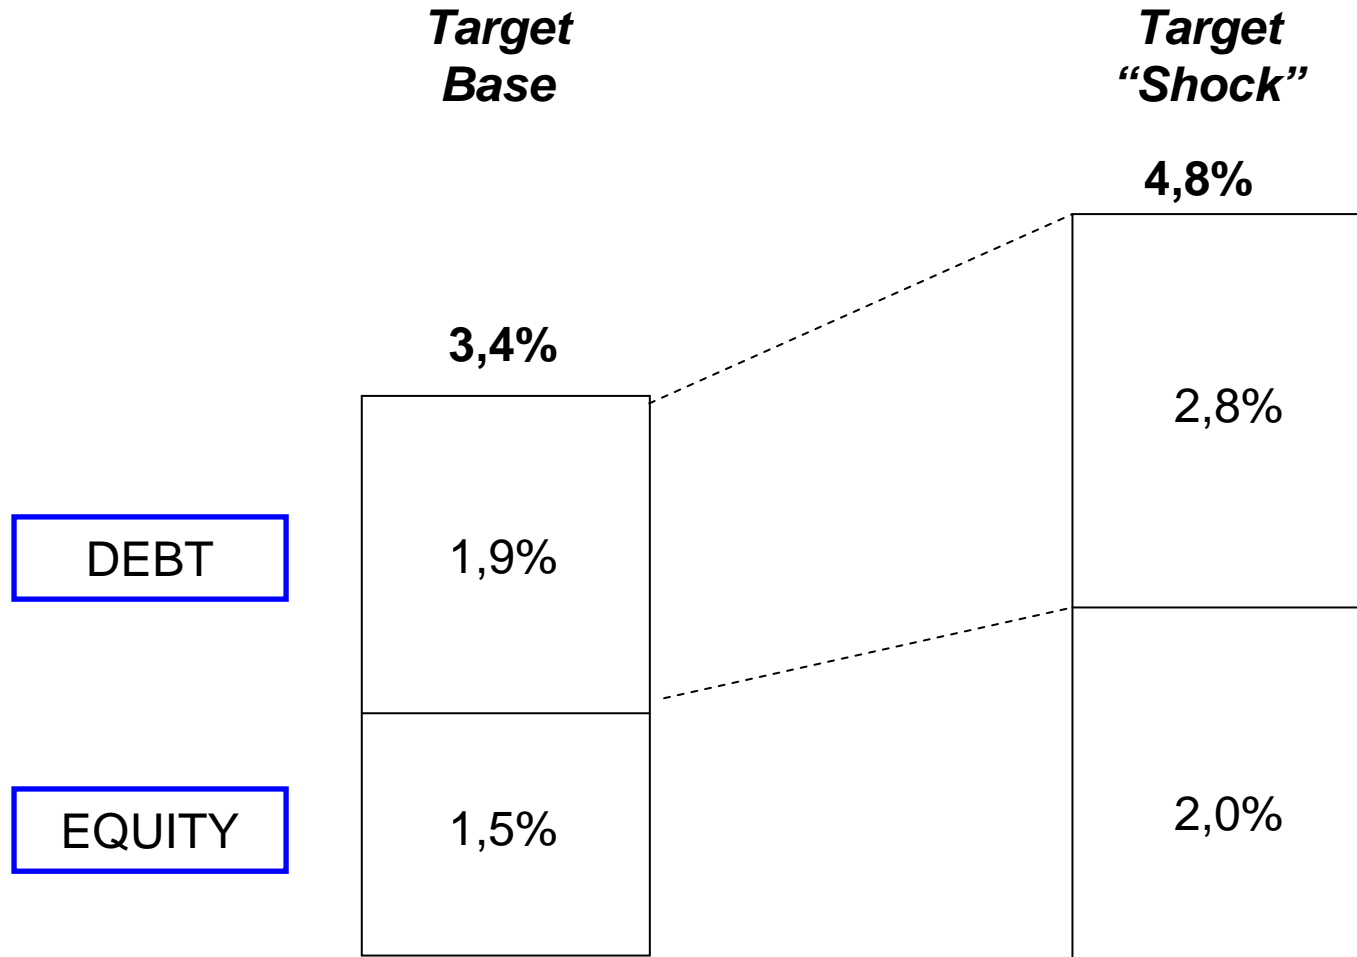 Target
Base
Target
“Shock”
4,8%
3,4%
2,8%
DEBT
1,9%
EQUITY
1,5%
2,0%